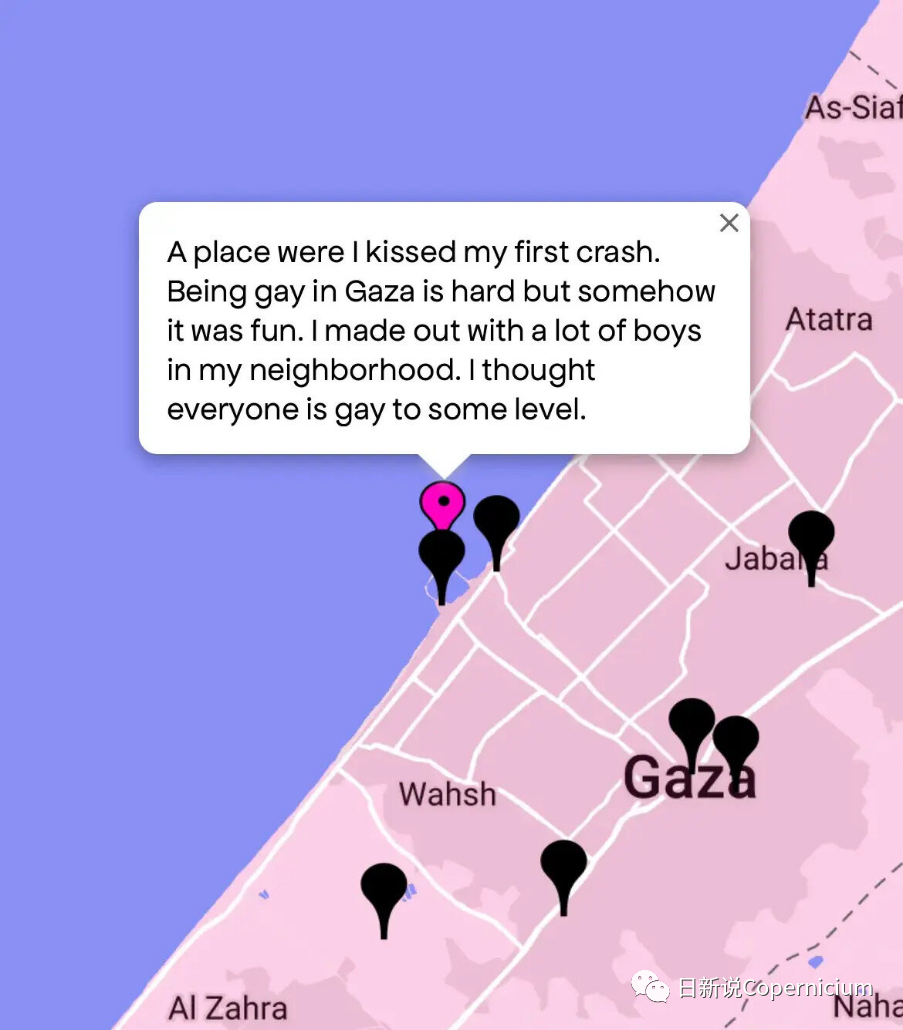 As-Siaf
A place were I kissed my first crash.
Being gay in Gaza is hard but somehow
it was fun. I made out with a lot of boys
in my neighborhood. I thought
everyone is gay to some level.
Atatra
Jabalia
Gaza
Wahsh
日新说Copernicium
Al Zahra
Naha